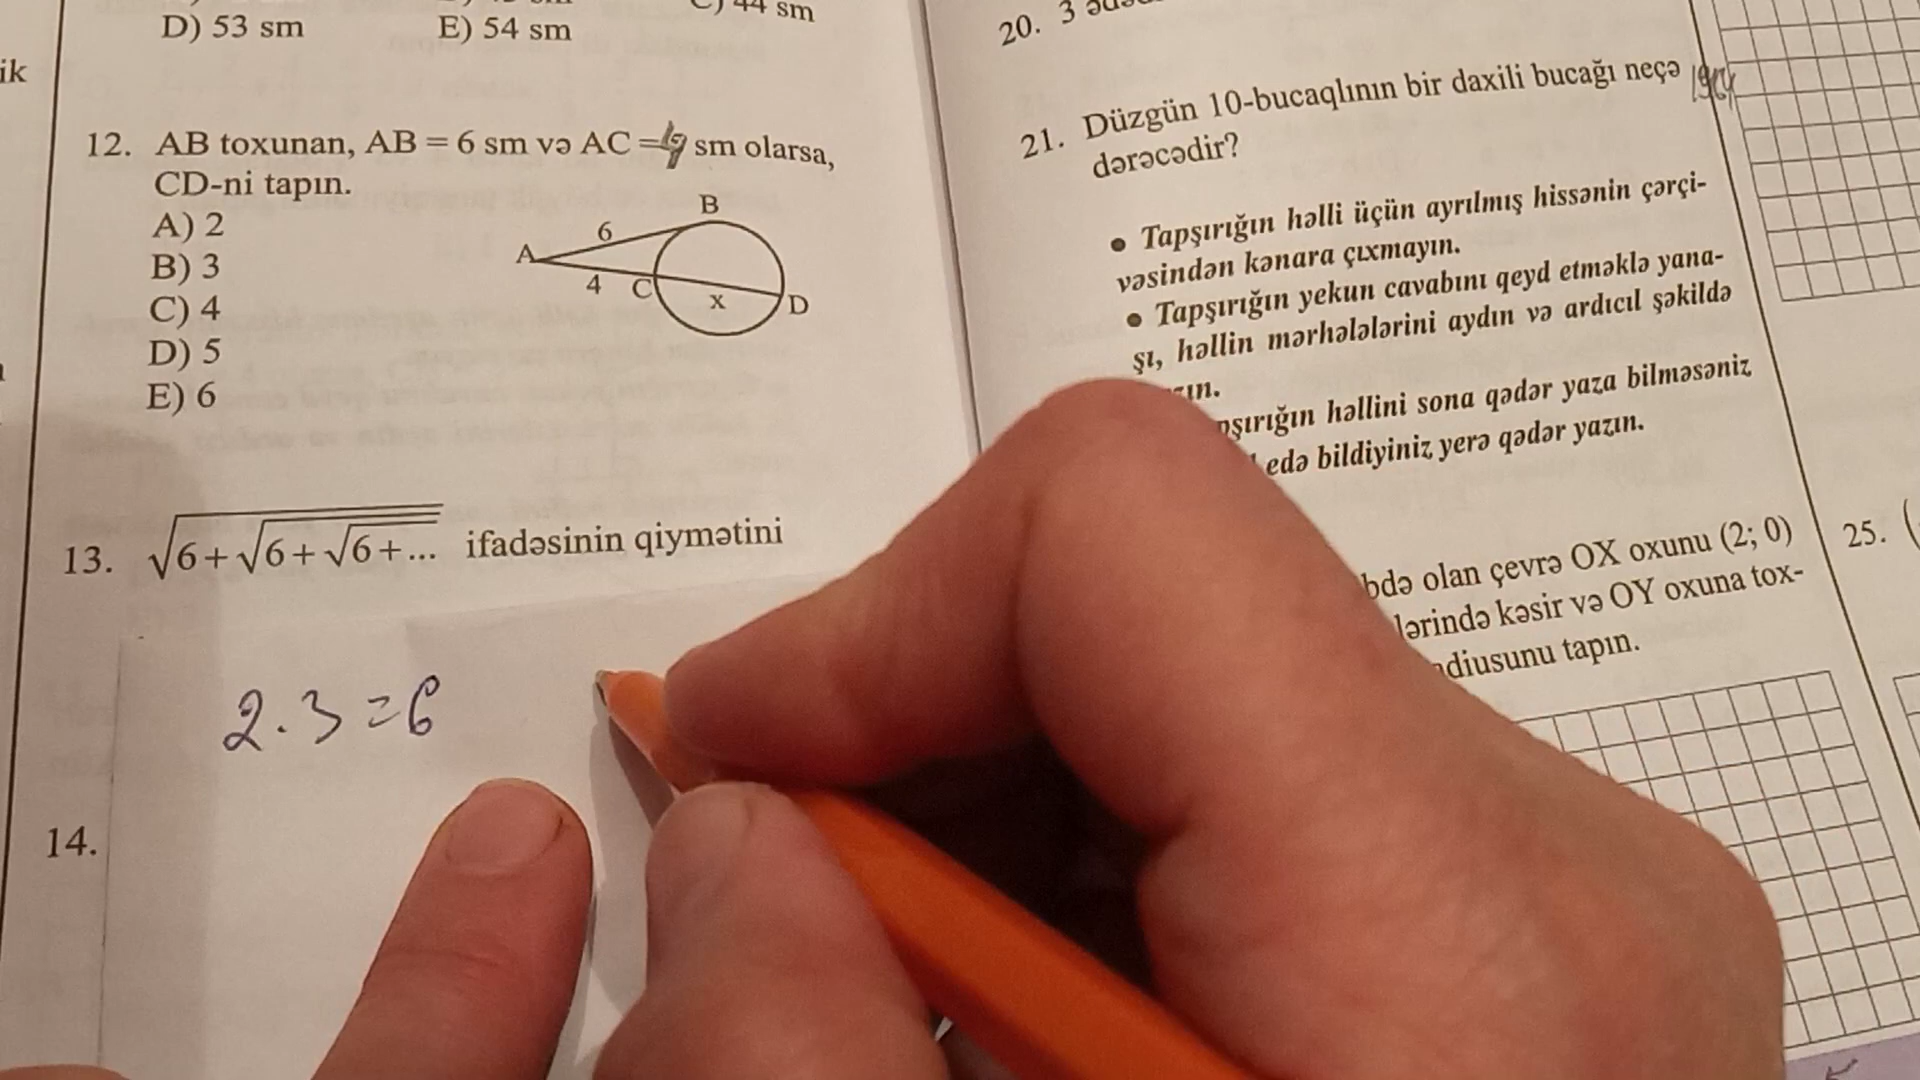 D) 53 sm
E) 54 sm
C) 44 sm
ik
12. AB toxunan, AB = 6 sm və AC = 4 sm olarsa,
CD-ni tapın.
A) 2
B) 3
C) 4
D) 5
E) 6
A
6
B
4
C
x
D
13. √6+√6+√6+... ifadəsinin qiymətini
2.3=6
14.
20. 3
21. Düzgün 10-bucaqlının bir daxili bucağı neçə
dərəcədir?
• Tapşırığın həlli üçün ayrılmış hissənin çərçi-
vəsindən kənara çıxmayın.
• Tapşırığın yekun cavabını qeyd etməklə yana-
şı, həllin mərhələlərini aydın və ardıcıl şəkildə
həllini sona qədər yaza bilməsəniz
edə bildiyiniz yerə qədər yazın.
olan çevrə OX oxunu (2; 0)
kəsir və OY oxuna tox-
tapın.
25. (